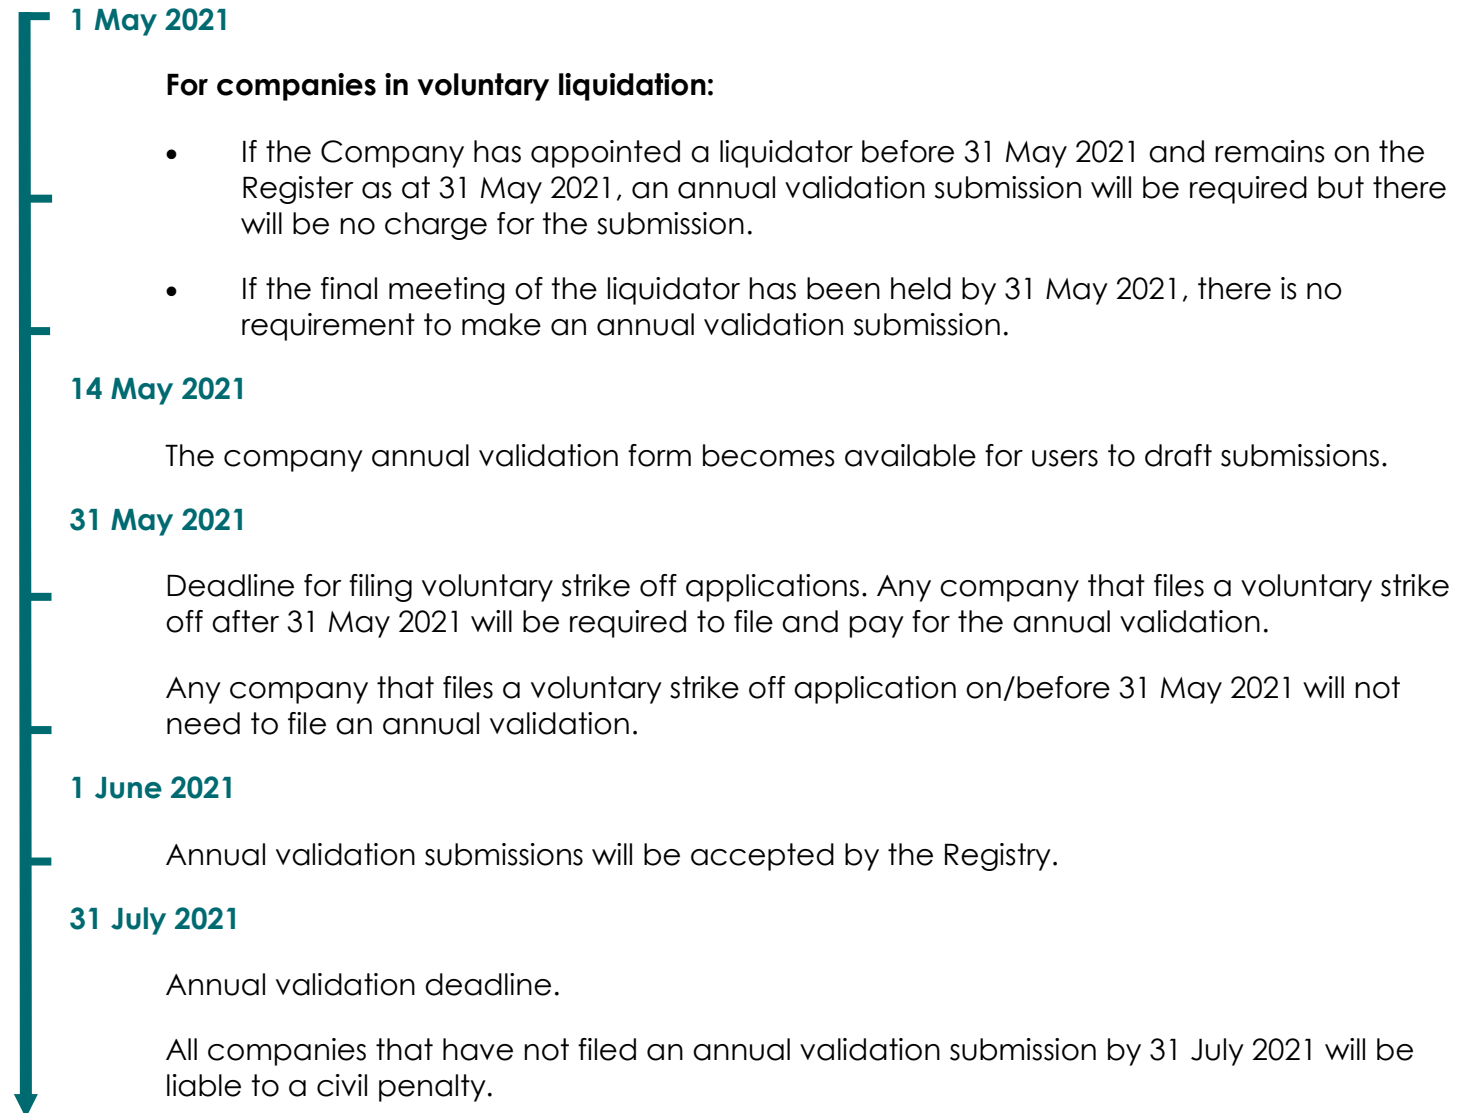 1 May 2021
For companies in voluntary liquidation:
• If the Company has appointed a liquidator before 31 May 2021 and remains on the
Register as at 31 May 2021, an annual validation submission will be required but there
will be no charge for the submission.
• If the final meeting of the liquidator has been held by 31 May 2021, there is no
requirement to make an annual validation submission.
14 May 2021
The company annual validation form becomes available for users to draft submissions.
31 May 2021
Deadline for filing voluntary strike off applications. Any company that files a voluntary strike
off after 31 May 2021 will be required to file and pay for the annual validation.
Any company that files a voluntary strike off application on/before 31 May 2021 will not
need to file an annual validation.
1 June 2021
Annual validation submissions will be accepted by the Registry.
31 July 2021
Annual validation deadline.
All companies that have not filed an annual validation submission by 31 July 2021 will be
liable to a civil penalty.